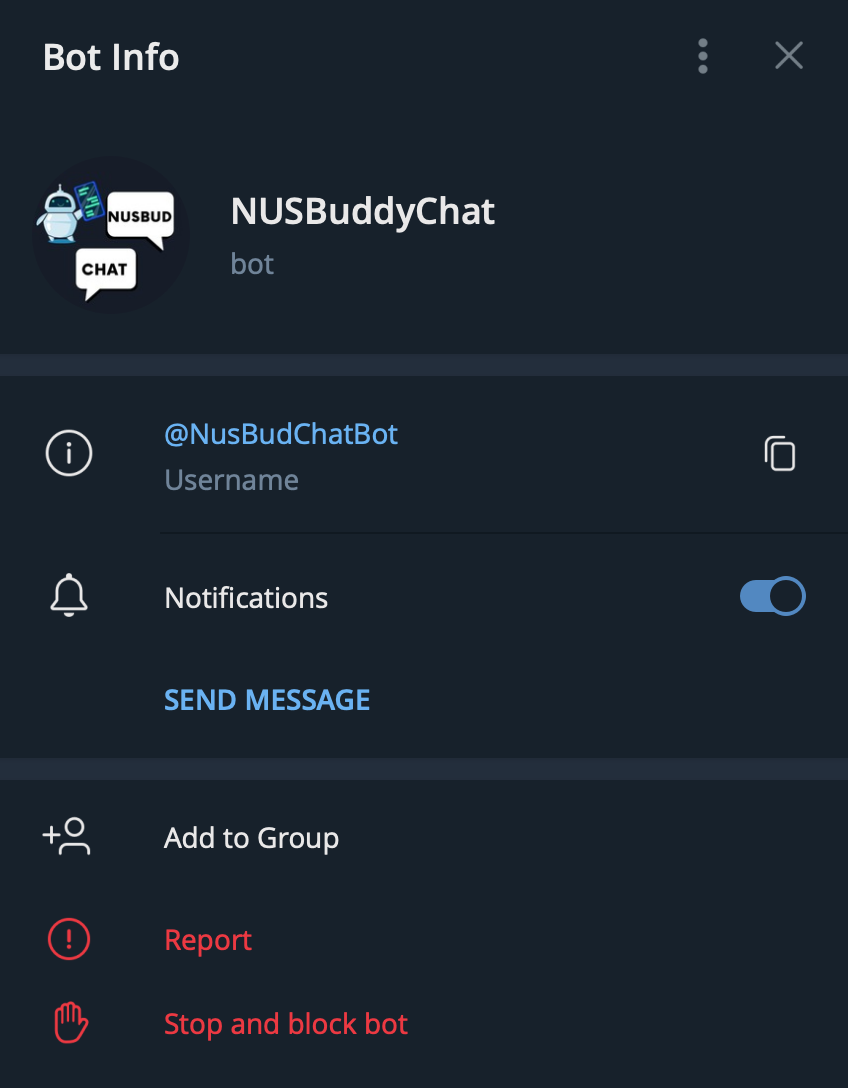 Bot Info
NUSBUD
CHAT
NUSBuddyChat
bot
@NusBudChatBot
Username
Notifications
SEND MESSAGE
Add to Group
Report
Stop and block bot